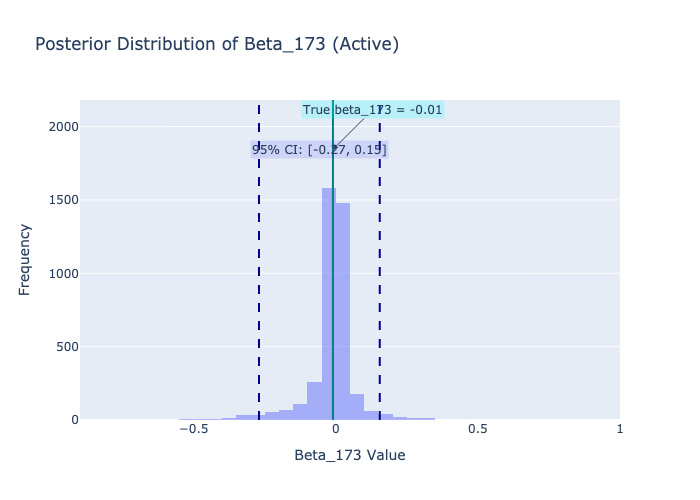 Posterior Distribution of Beta_173 (Active)
True beta_173 = -0.01
95% CI: [-0.27, 0.15]
Frequency
2000
1500
1000
500
0
−0.5
0
0.5
1
Beta_173 Value